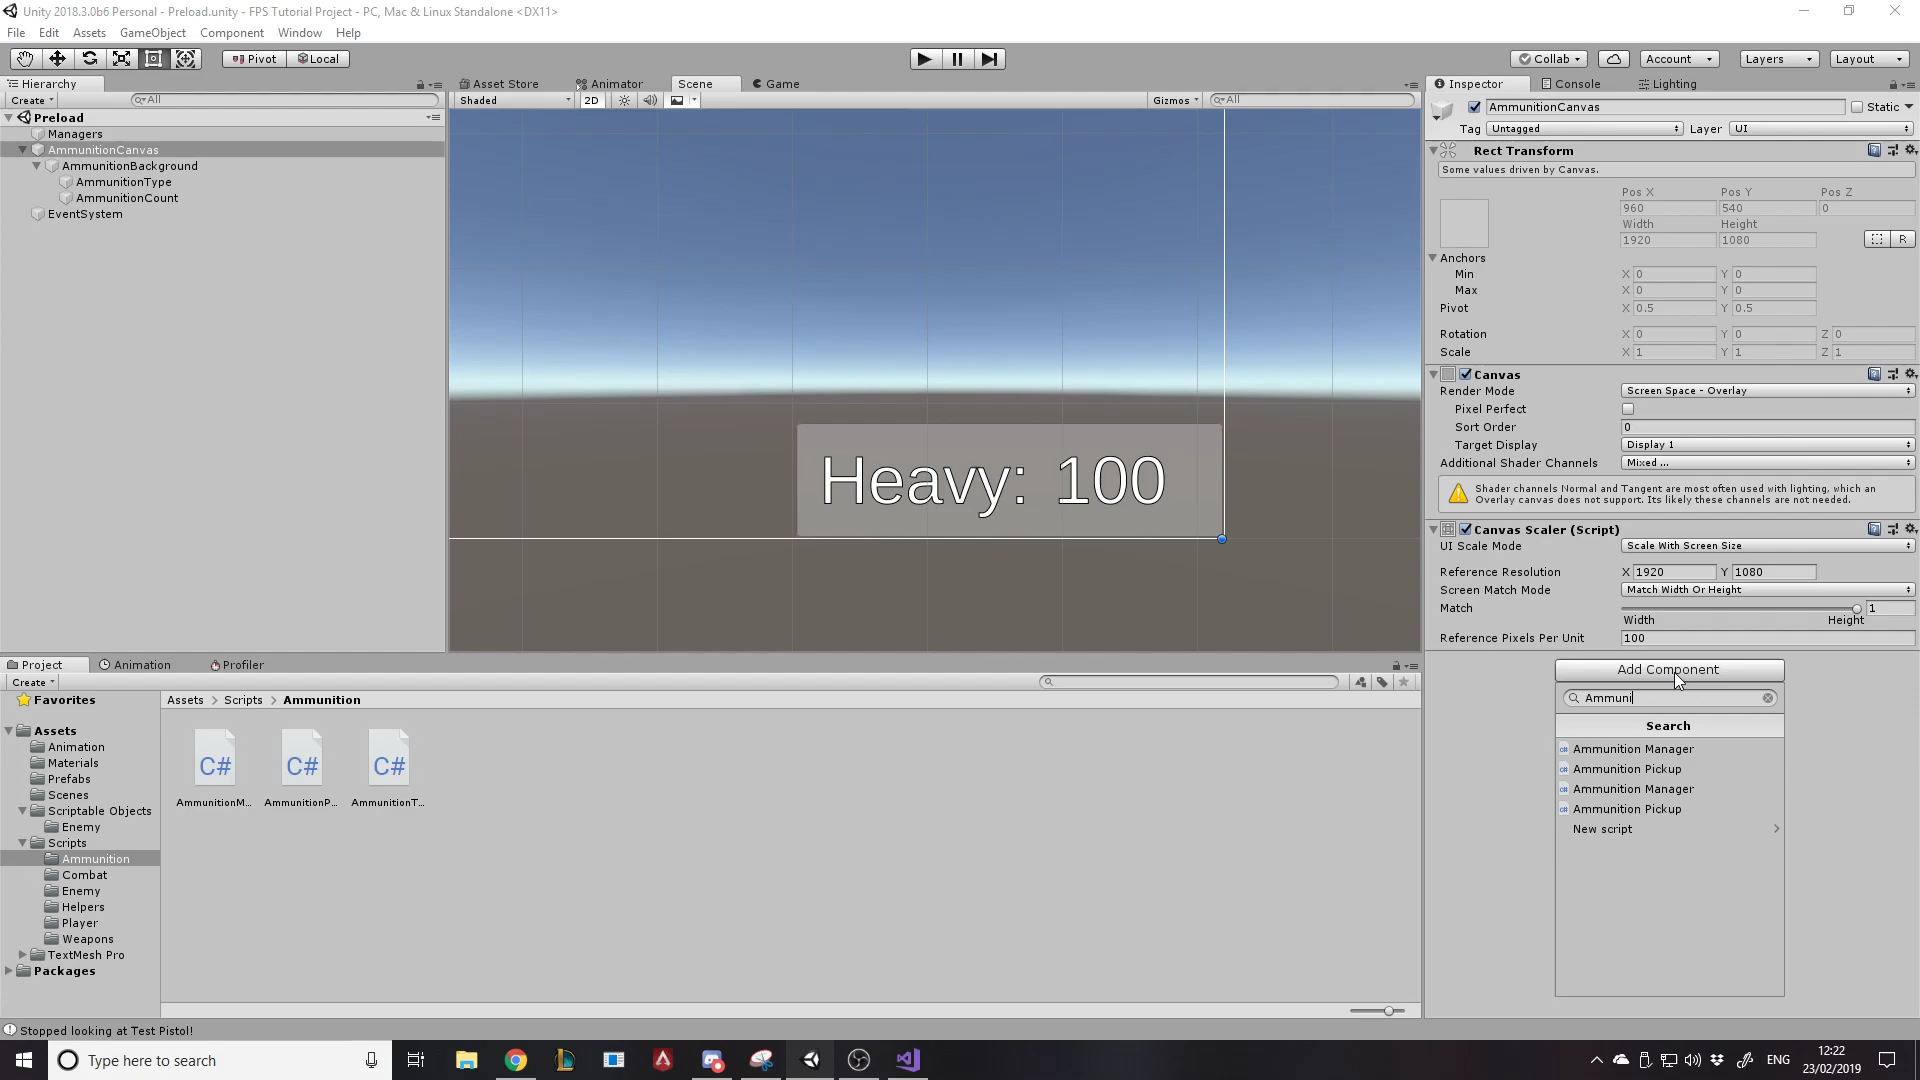 Unity 2018.3.0b6 Personal - Preload.unity - FPS Tutorial Project - PC, Mac & Linux Standalone <DX11>
File Edit Assets GameObject Component Window Help
Pivot Local Collab Account Layers Layout
Hierarchy Asset Store Animator Scene Game Inspector Console Lighting
Create All Shaded 2D Gizmos All AmmunitionCanvas Static
Preload
Managers
AmmunitionCanvas
AmmunitionBackground
AmmunitionType
AmmunitionCount
EventSystem
Heavy: 100
Tag Untagged Layer UI
Rect Transform
Some values driven by Canvas.
Pos X Pos Y Pos Z
960 540 0
Width Height
1920 1080 R
Anchors
Min X 0 Y 0
Max X 0 Y 0
Pivot X 0.5 Y 0.5
Rotation X 0 Y 0 Z 0
Scale X 1 Y 1 Z 1
Canvas
Render Mode Screen Space - Overlay
Pixel Perfect
Sort Order 0
Target Display Display 1
Additional Shader Channels Mixed ...
Shader channels Normal and Tangent are most often used with lighting, which an
Overlay canvas does not support. Its likely these channels are not needed.
Canvas Scaler (Script)
UI Scale Mode Scale With Screen Size
Reference Resolution X 1920 Y 1080
Screen Match Mode Match Width Or Height
Match 1
Width Height
Reference Pixels Per Unit 100
Add Component
Ammuni
Search
Ammunition Manager
Ammunition Pickup
Ammunition Manager
Ammunition Pickup
New script
Project Animation Profiler
Create
Favorites
Assets
Animation
Materials
Prefabs
Scenes
Scriptable Objects
Enemy
Scripts
Ammunition
Combat
Enemy
Helpers
Player
Weapons
TextMesh Pro
Packages
Assets > Scripts > Ammunition
C# C# C#
AmmunitionM... AmmunitionP... AmmunitionT...
Stopped looking at Test Pistol!
Type here to search
ENG
12:22
23/02/2019